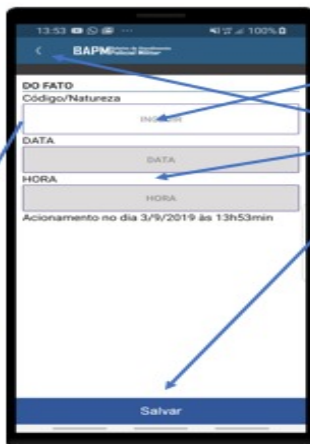 13:53 100%
BAPM
DO FATO
Código/Natureza
DATA
DATA
HORA
HORA
Acionamento no dia 3/9/2019 às 13h53min
Salvar